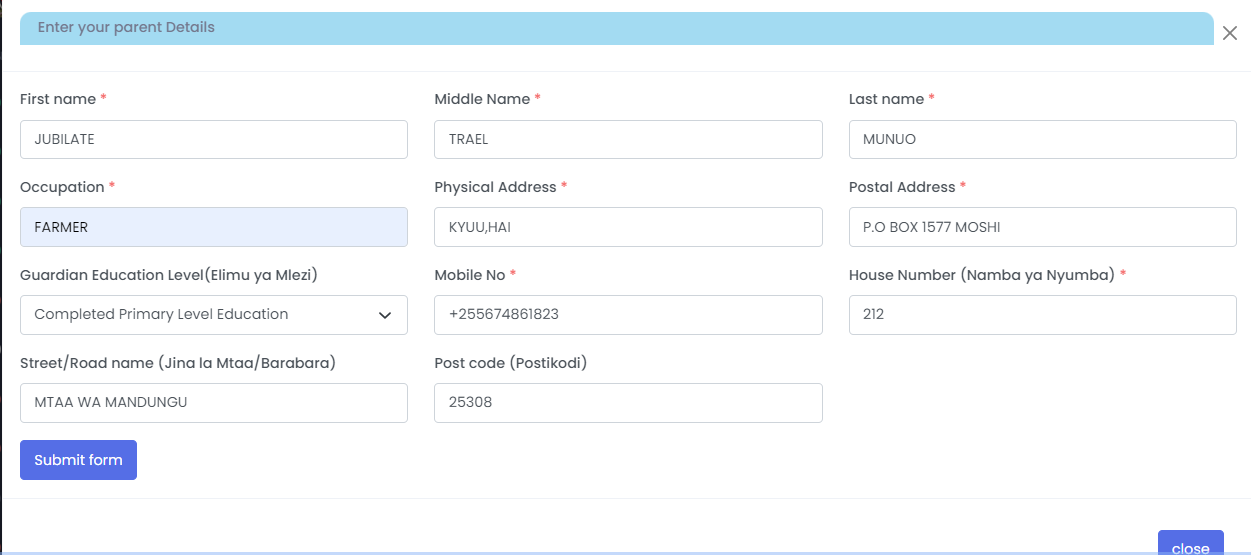 Enter your parent Details
First name *
Middle Name *
Last name *
JUBILATE
TRAEL
MUNUO
Occupation *
Physical Address *
Postal Address *
FARMER
KYUU,HAI
P.O BOX 1577 MOSHI
Guardian Education Level(Elimu ya Mlezi)
Mobile No *
House Number (Namba ya Nyumba) *
Completed Primary Level Education
+255674861823
212
Street/Road name (Jina la Mtaa/Barabara)
Post code (Postikodi)
MTAA WA MANDUNGU
25308
Submit form
close